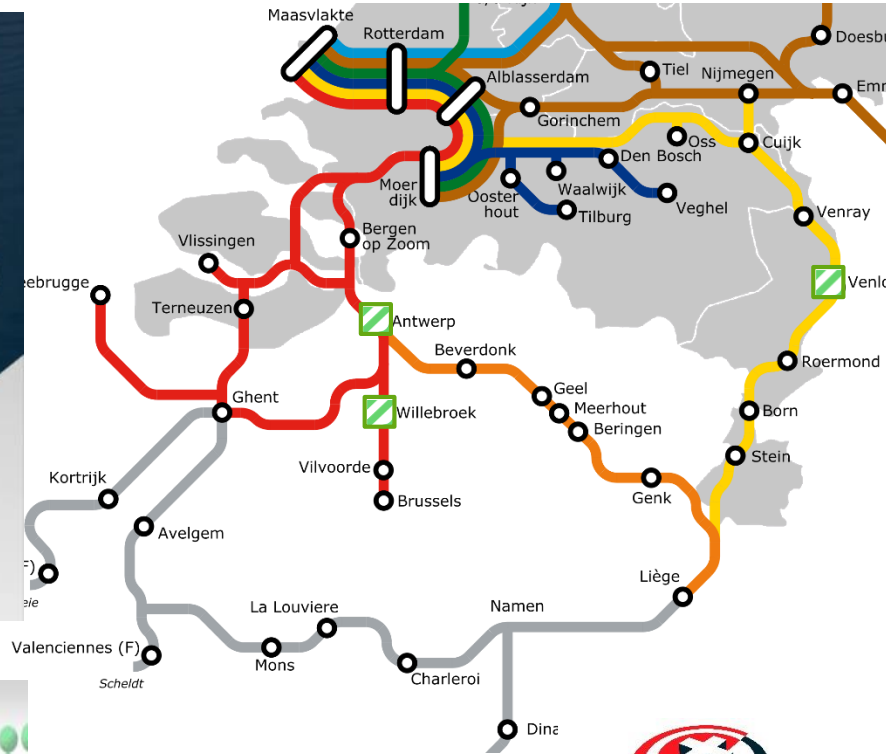 Maasvlakte
Rotterdam
Doesbu
Alblasserdam
Tiel
Nijmegen
Emm
Gorinchem
Oss
Cuijk
Den Bosch
Moer
dijk
Ooster
hout
Waalwijk
Tilburg
Veghel
Venray
Bergen
op Zoom
Vlissingen
eebrugge
Terneuzen
Venlo
Antwerp
Beverdonk
Roermond
Geel
Meerhout
Beringen
Ghent
Willebroek
Born
Stein
Vilvoorde
Brussels
Genk
Kortrijk
Avelgem
F)
eie
Liège
La Louviere
Namen
Valenciennes (F)
Mons
Charleroi
Scheldt
Dina